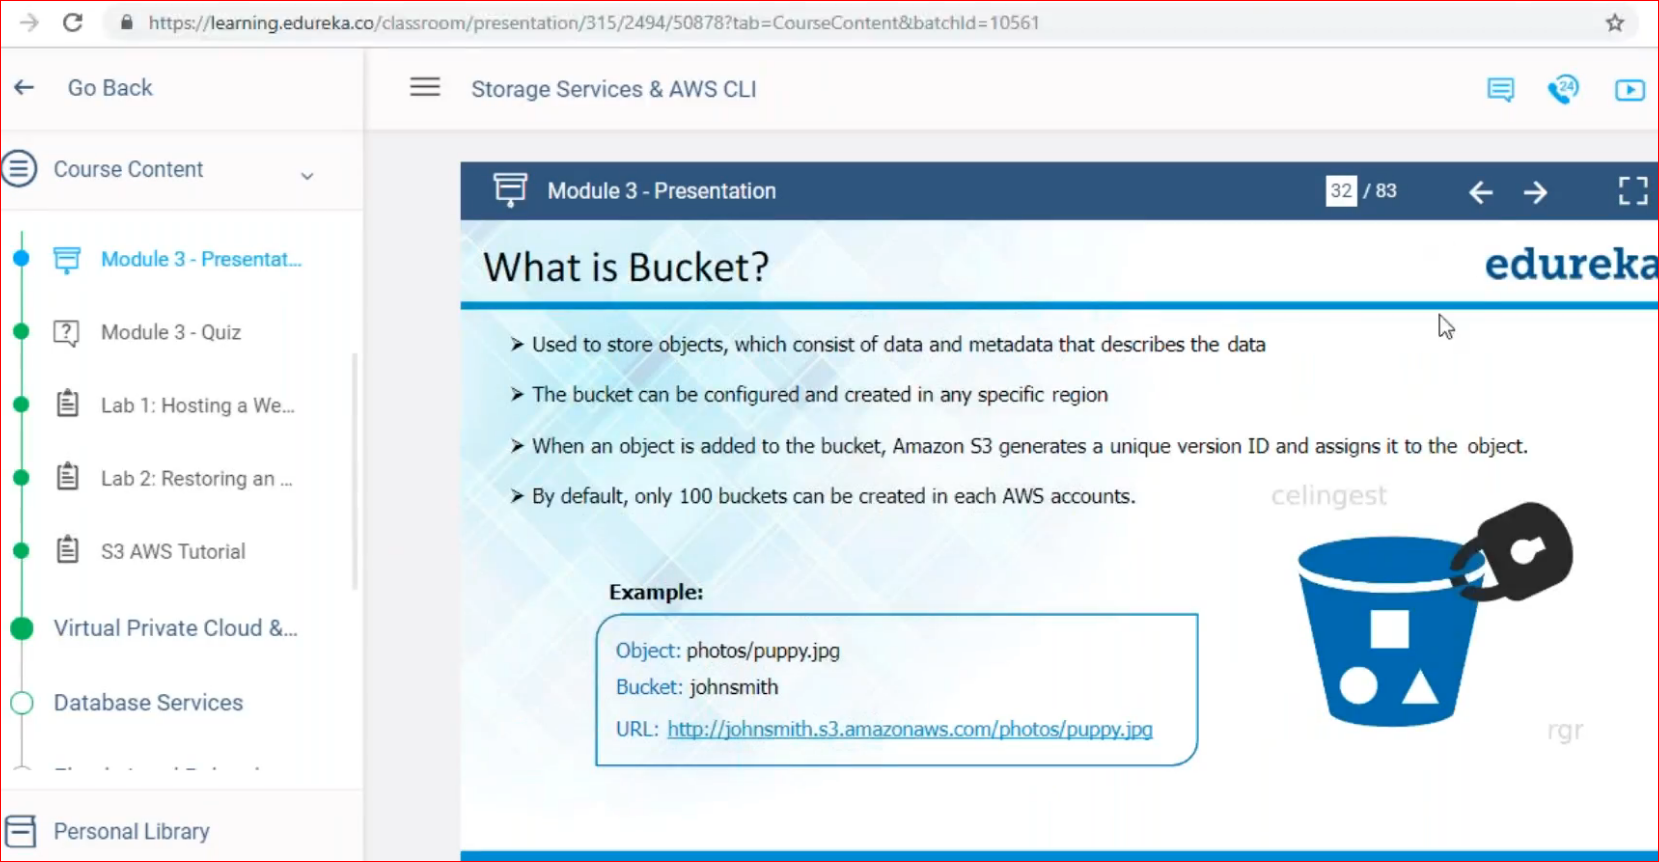 https://learning.edureka.co/classroom/presentation/315/2494/50878?tab=CourseContent&batchId=10561
Go Back
Storage Services & AWS CLI
24
Course Content
Module 3 - Presentation
32 / 83
Module 3 - Presentat...
What is Bucket?
edureka
Module 3 - Quiz
➤ Used to store objects, which consist of data and metadata that describes the data
➤ The bucket can be configured and created in any specific region
Lab 1: Hosting a We...
➤ When an object is added to the bucket, Amazon S3 generates a unique version ID and assigns it to the object.
Lab 2: Restoring an ...
➤ By default, only 100 buckets can be created in each AWS accounts.
celingest
S3 AWS Tutorial
Example:
Virtual Private Cloud &...
Object: photos/puppy.jpg
Bucket: johnsmith
Database Services
URL: http://johnsmith.s3.amazonaws.com/photos/puppy.jpg
rgr
Personal Library